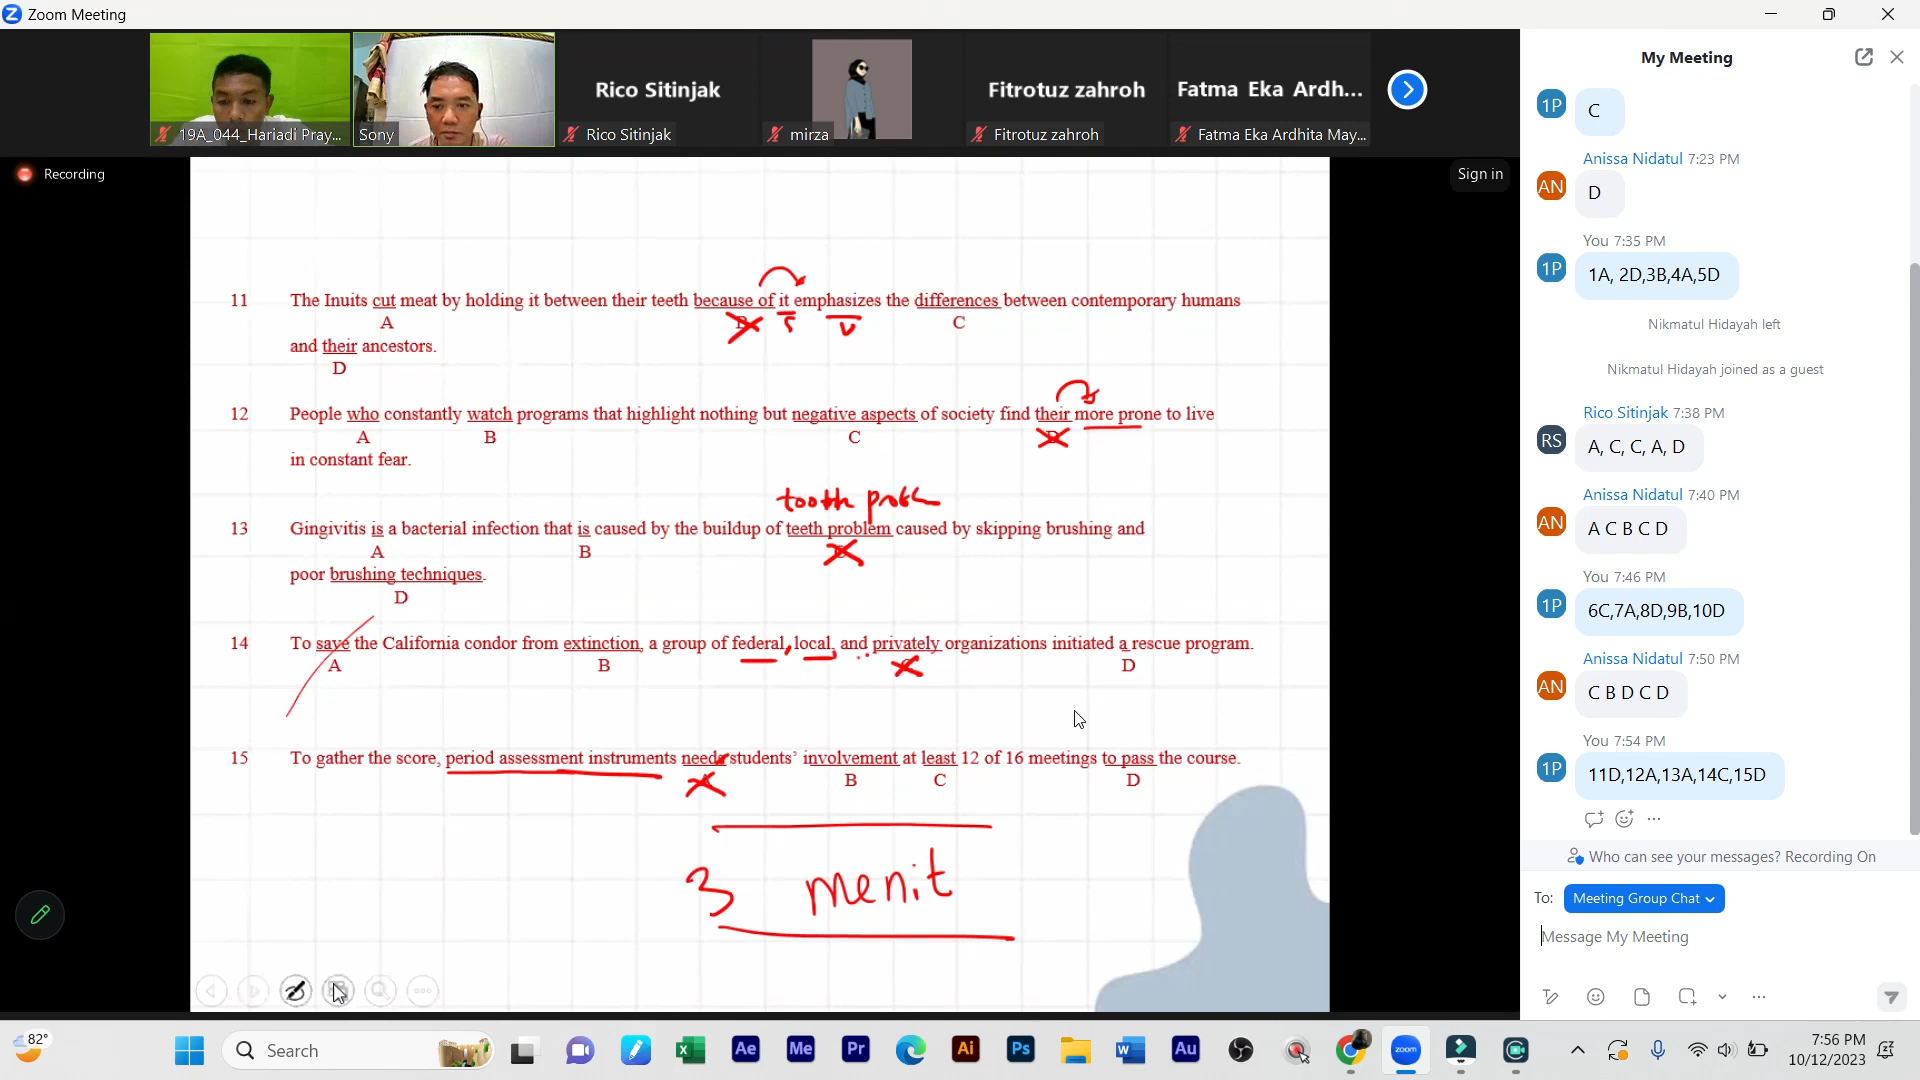 Zoom Meeting
19A_044_Hariadi Pray...
Sony
Rico Sitinjak
Rico Sitinjak
mirza
Fitrotuz zahroh
Fitrotuz zahroh
Fatma Eka Ardh...
Fatma Eka Ardhita May...
Recording
Sign in
11 The Inuits cut meat by holding it between their teeth because of it emphasizes the differences between contemporary humans
A S V C
and their ancestors.
D
12 People who constantly watch programs that highlight nothing but negative aspects of society find their more prone to live
A B C
in constant fear.
tooth
13 Gingivitis is a bacterial infection that is caused by the buildup of teeth problem caused by skipping brushing and
A B
poor brushing techniques.
D
14 To save the California condor from extinction, a group of federal, local, and privately organizations initiated a rescue program.
A B C D
15 To gather the score, period assessment instruments needs students' involvement at least 12 of 16 meetings to pass the course.
A B C D
3 menit
My Meeting
1P
C
Anissa Nidatul 7:23 PM
AN
D
You 7:35 PM
1P
1A, 2D,3B,4A,5D
Nikmatul Hidayah left
Nikmatul Hidayah joined as a guest
Rico Sitinjak 7:38 PM
RS
A, C, C, A, D
Anissa Nidatul 7:40 PM
AN
A C B C D
You 7:46 PM
1P
6C,7A,8D,9B,10D
Anissa Nidatul 7:50 PM
AN
C B D C D
You 7:54 PM
1P
11D,12A,13A,14C,15D
Who can see your messages? Recording On
To: Meeting Group Chat
Message My Meeting
82°
Search
Ae
Me
Pr
Ai
Ps
Au
zoom
7:56 PM
10/12/2023